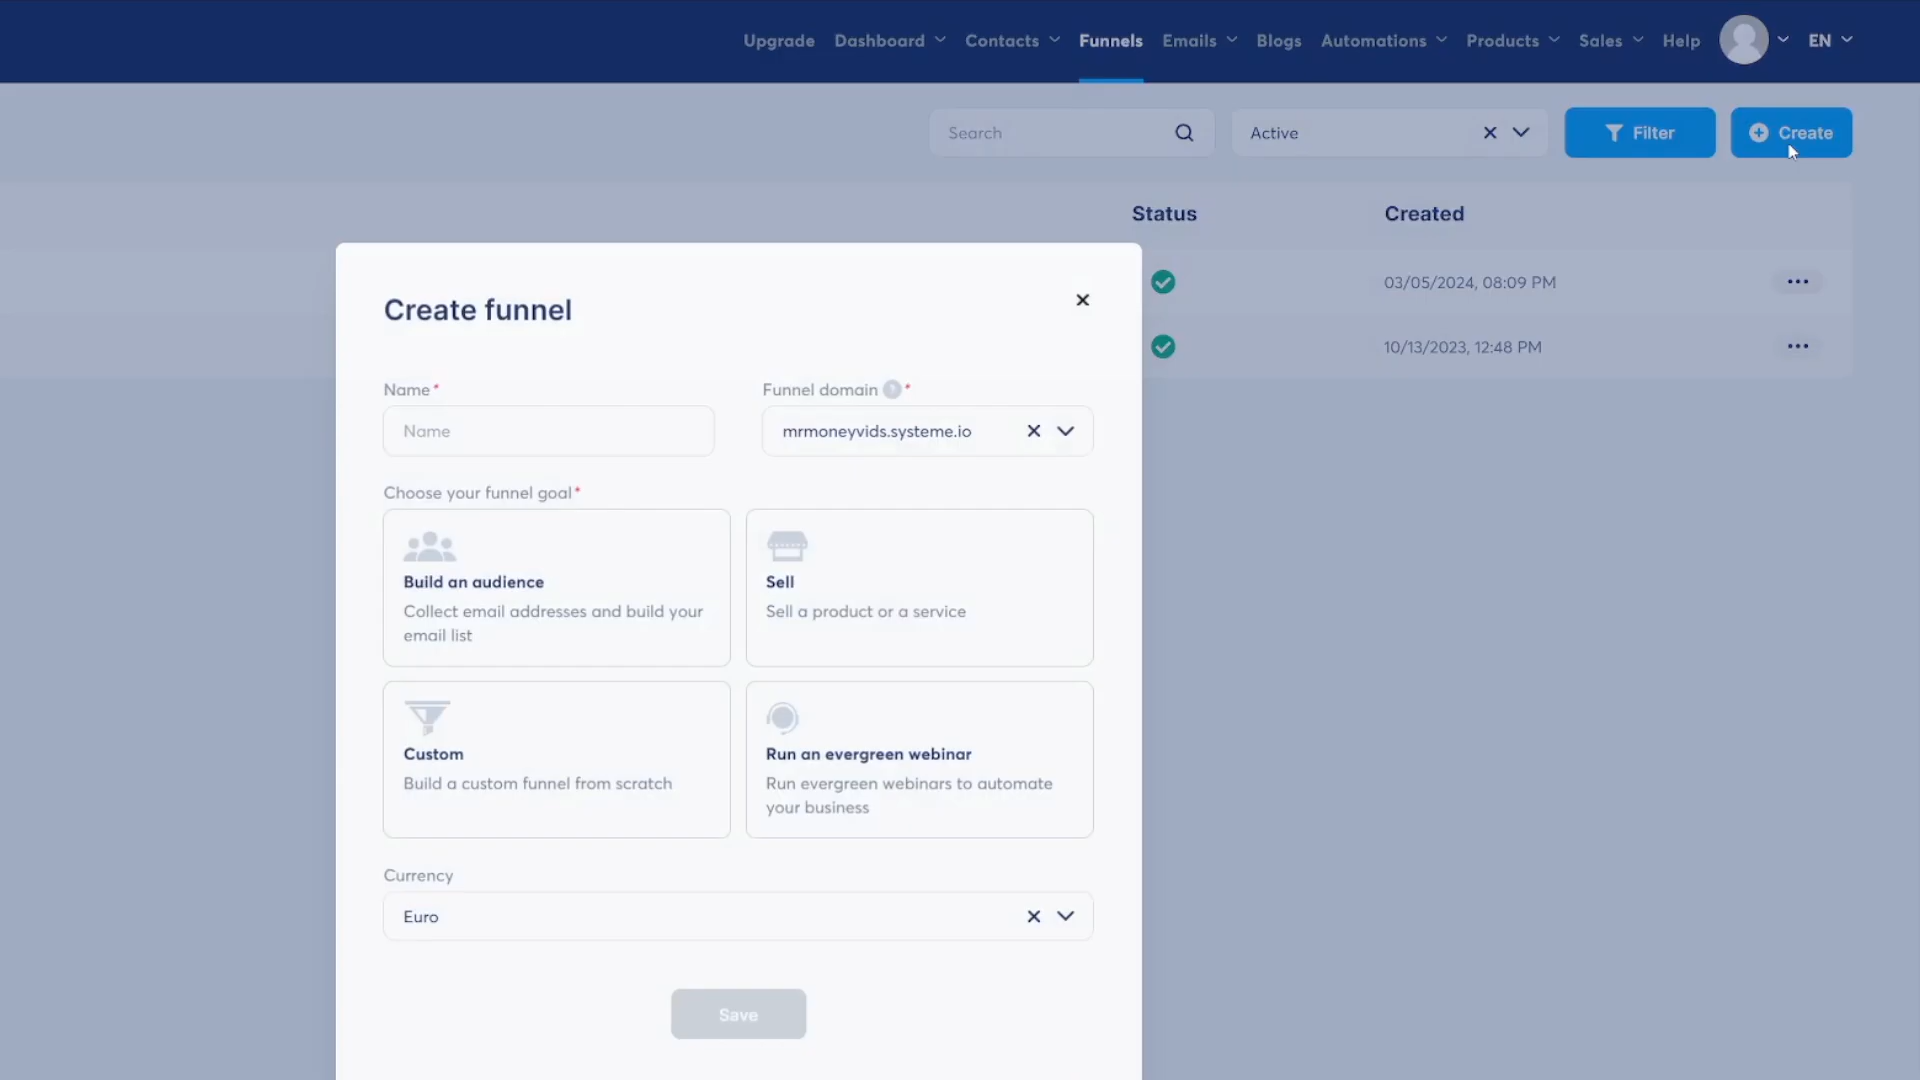 Upgrade Dashboard Contacts Funnels Emails Blogs Automations Products Sales Help EN
Search Active Filter Create
Status Created
03/05/2024, 08:09 PM
10/13/2023, 12:48 PM
Create funnel
Name* Funnel domain ? *
Name mrmoneyvids.systeme.io
Choose your funnel goal*
Build an audience
Collect email addresses and build your
email list
Sell
Sell a product or a service
Custom
Build a custom funnel from scratch
Run an evergreen webinar
Run evergreen webinars to automate
your business
Currency
Euro
Save